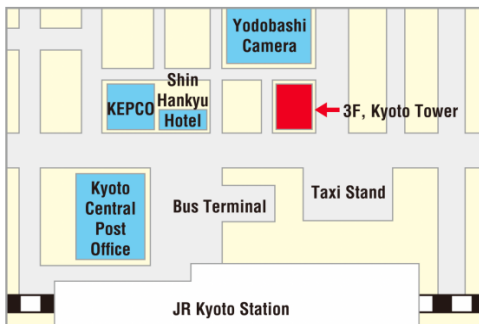 Yodobashi
Camera
Shin
Hankyu
Hotel
KEPCO
3F, Kyoto Tower
Kyoto
Central
Post
Office
Bus Terminal
Taxi Stand
JR Kyoto Station